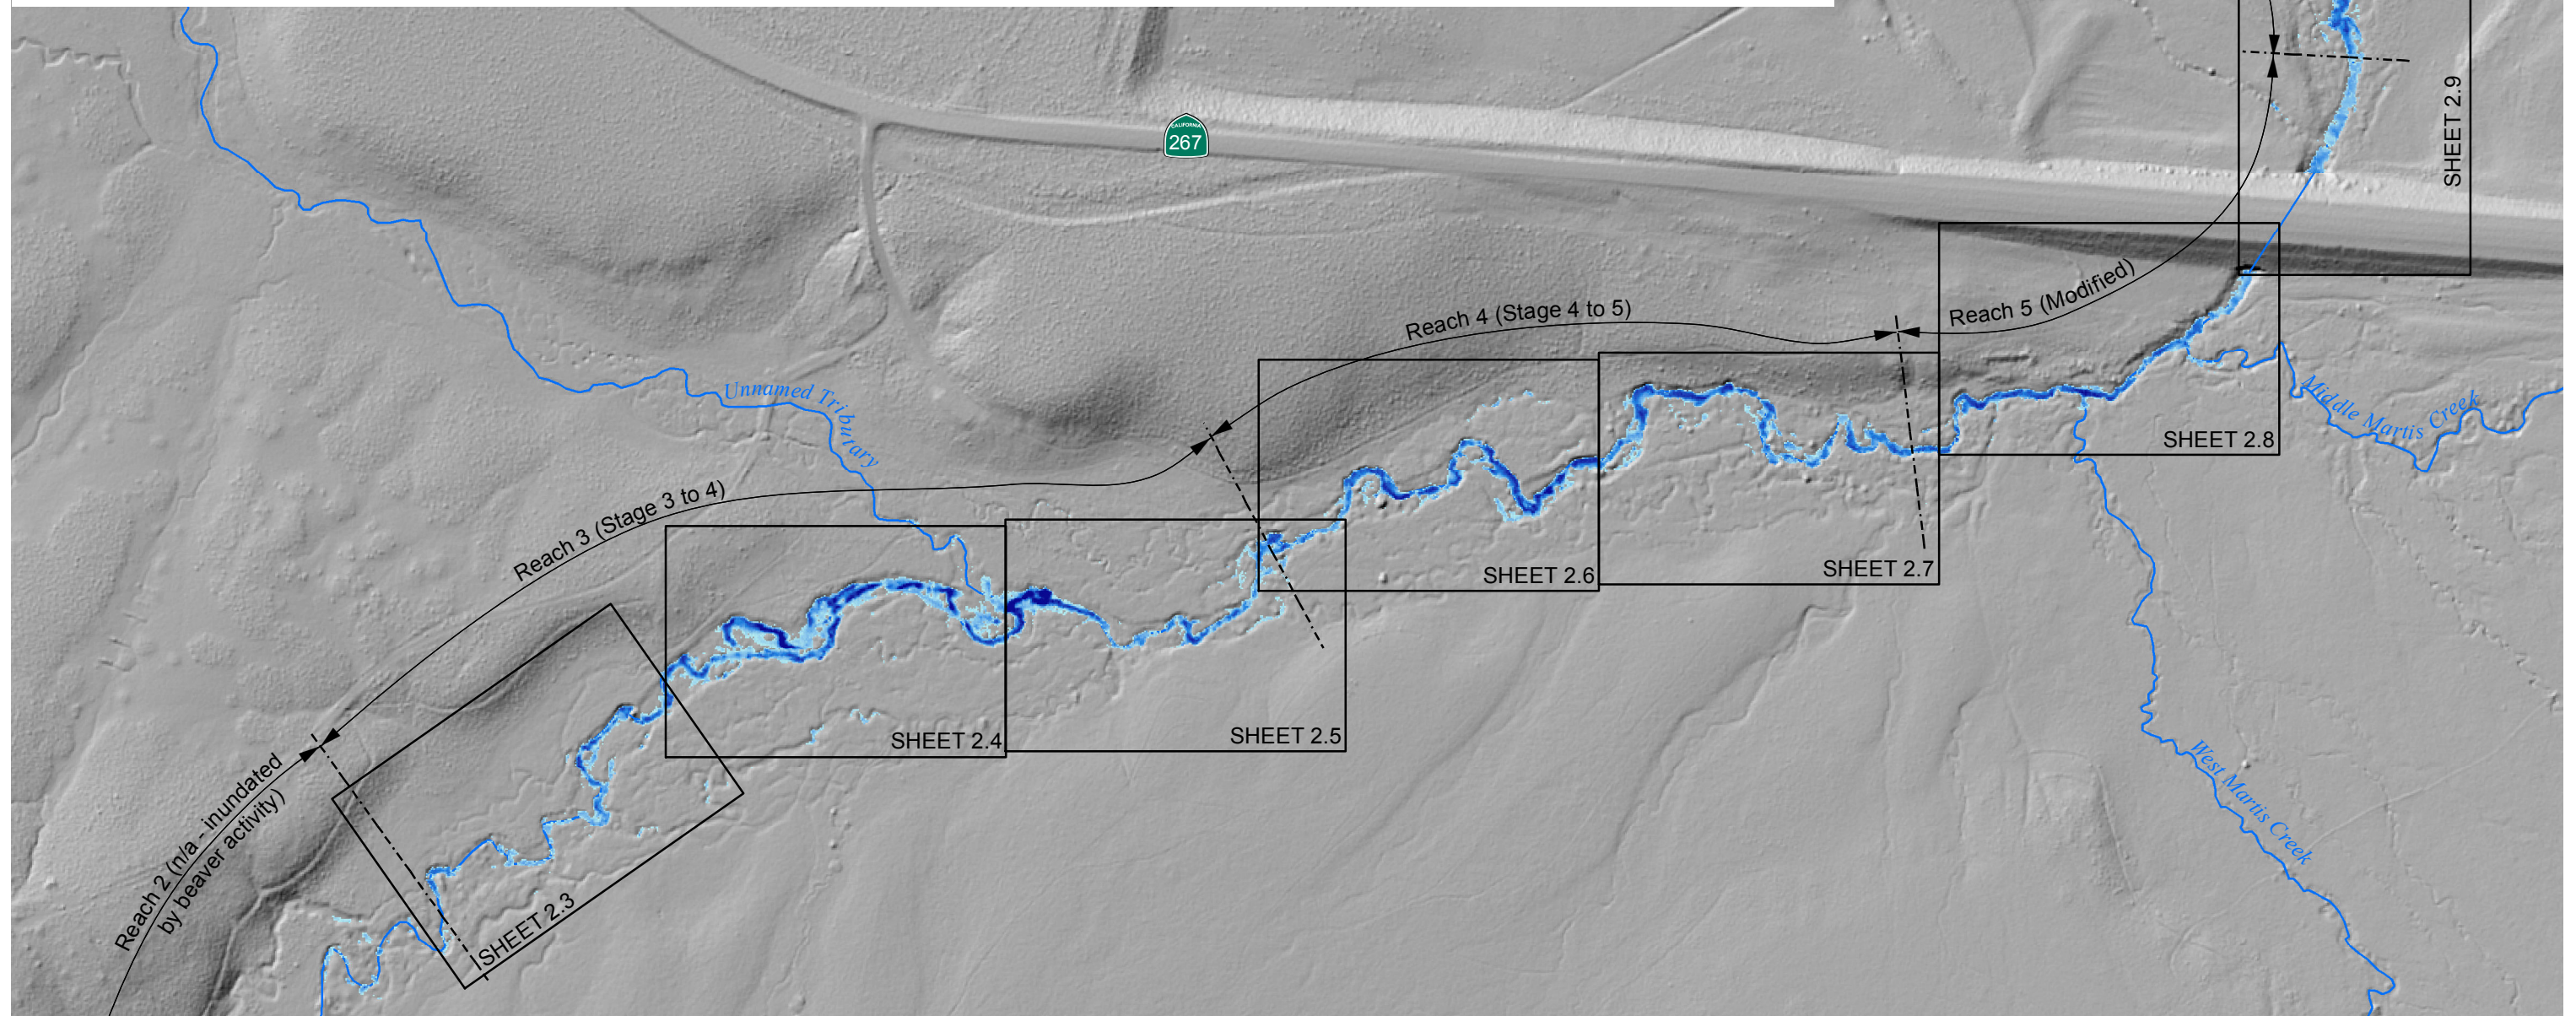 SHEET 2.9
CALIFORNIA
267
Reach 5 (Modified)
Reach 4 (Stage 4 to 5)
Unnamed Tributary
Middle Martis Creek
SHEET 2.8
Reach 3 (Stage 3 to 4)
SHEET 2.7
SHEET 2.6
SHEET 2.5
SHEET 2.4
West Martis Creek
Reach 2 (n/a - inundated
by beaver activity)
SHEET 2.3